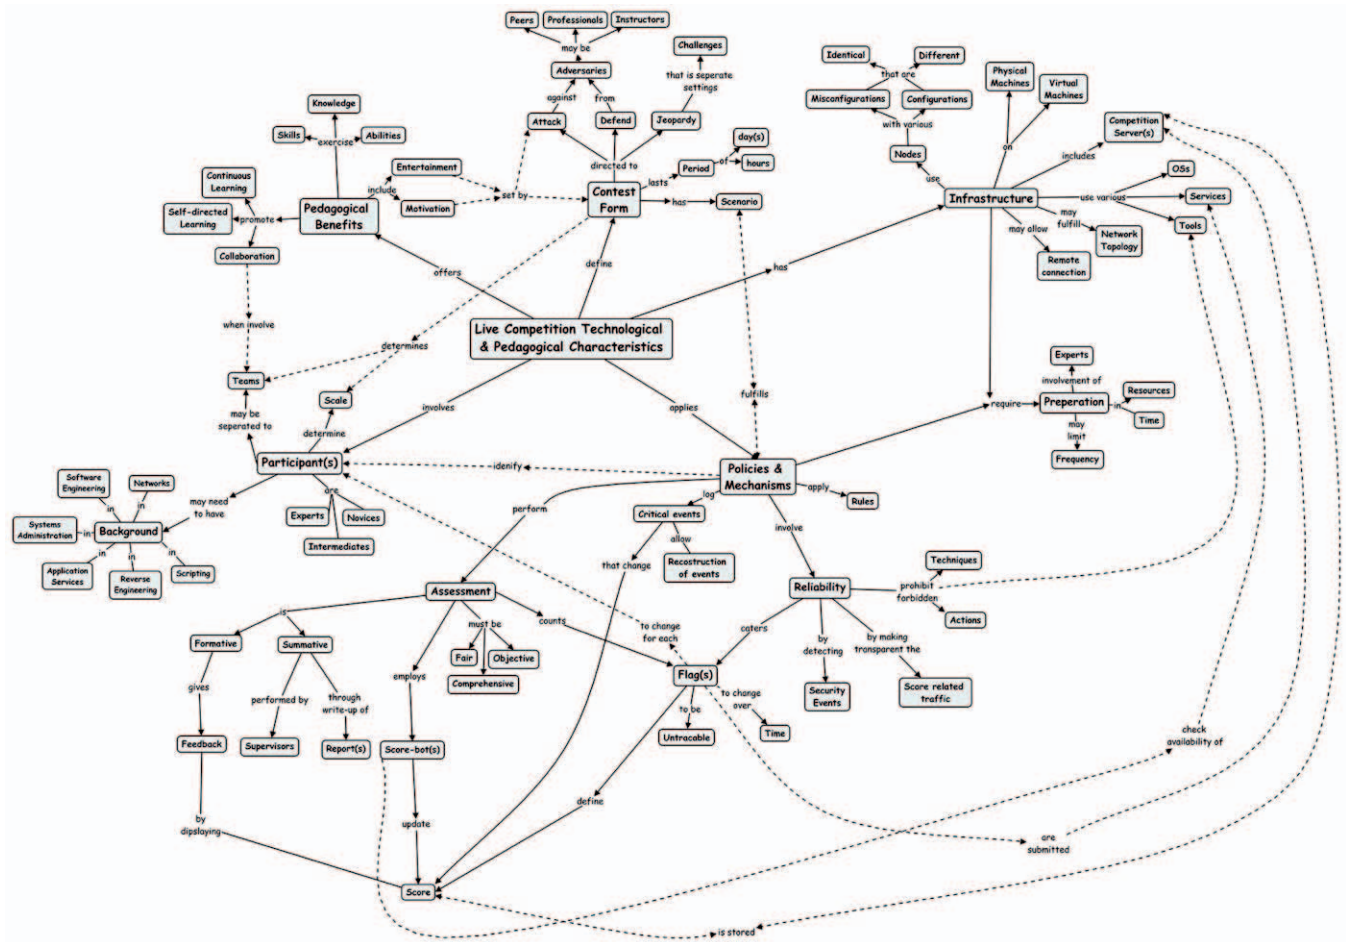 Peers
Professionals
Instructors
may be
Adversaries
against
from
Attack
Defend
Jeopardy
Challenges
that is seperate
settings
directed to
Identical
Different
that are
Misconfigurations
Configurations
with various
Nodes
use
Physical
Machines
Virtual
Machines
on
Competition
Server(s)
includes
Infrastructure
use various
OSs
Services
Tools
may
fulfill
Network
Topology
may allow
Remote
connection
Knowledge
Skills
Abilities
exercise
Continuous
Learning
Self-directed
Learning
promote
Collaboration
Pedagogical
Benefits
include
Entertainment
Motivation
set by
Contest
Form
lasts
Period
of
day(s)
hours
has
Scenario
offers
define
has
Live Competition Technological
& Pedagogical Characteristics
when involve
determines
Teams
Scale
may be
seperated to
determine
involves
applies
fulfills
require
Experts
involvement of
Preperation
in
Resources
Time
may
limit
Frequency
Participant(s)
idenify
Policies &
Mechanisms
apply
Rules
log
Critical events
allow
Recostruction
of events
that change
involve
perform
may need
to have
are
Experts
Novices
Intermediates
Software
Engineering
Networks
in
in
Systems
Administration
in
Background
in
Application
Services
in
Reverse
Engineering
in
Scripting
Reliability
prohibit
forbidden
Techniques
Actions
caters
by
detecting
Security
Events
by making
transparent the
Score related
traffic
Assessment
is
Formative
Summative
must be
Fair
Objective
Comprehensive
counts
to change
for each
Flag(s)
to be
Untracable
to change
over
Time
gives
Feedback
performed by
Supervisors
through
write-up of
Report(s)
employs
Score-bot(s)
update
define
by
dipslaying
Score
check
availability of
are
submitted
is stored